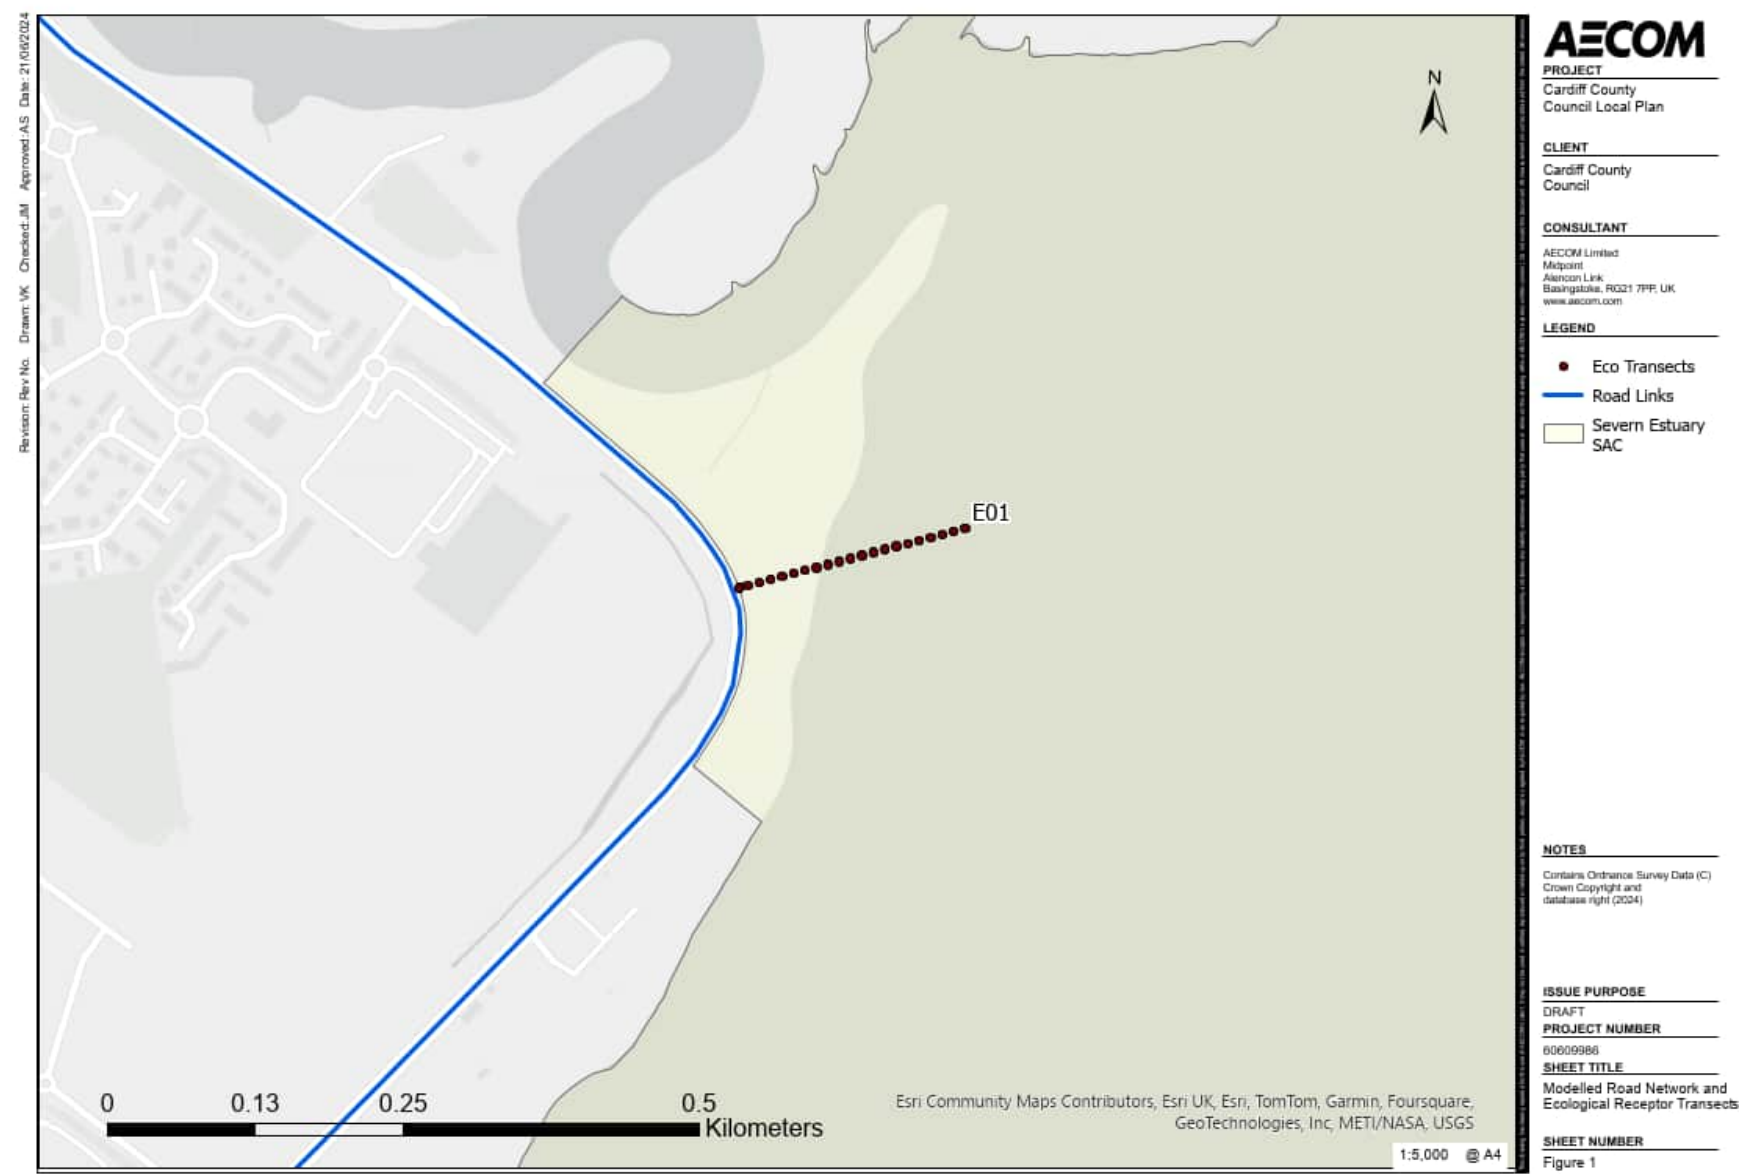 Revision: Rev No. Drawn: VK Checked: JM Approved: AS Date: 21/06/2024
N
E01
0 0.13 0.25 0.5
Kilometers
Esri Community Maps Contributors, Esri UK, Esri, TomTom, Garmin, Foursquare,
GeoTechnologies, Inc, METI/NASA, USGS
1:5,000 @ A4
AECOM
PROJECT
Cardiff County
Council Local Plan
CLIENT
Cardiff County
Council
CONSULTANT
AECOM Limited
Midpoint
Alencon Link
Basingstoke, RG21 7PP, UK
www.aecom.com
LEGEND
Eco Transects
Road Links
Severn Estuary
SAC
NOTES
Contains Ordnance Survey Data (C)
Crown Copyright and
database right (2024)
ISSUE PURPOSE
DRAFT
PROJECT NUMBER
60609986
SHEET TITLE
Modelled Road Network and
Ecological Receptor Transects
SHEET NUMBER
Figure 1